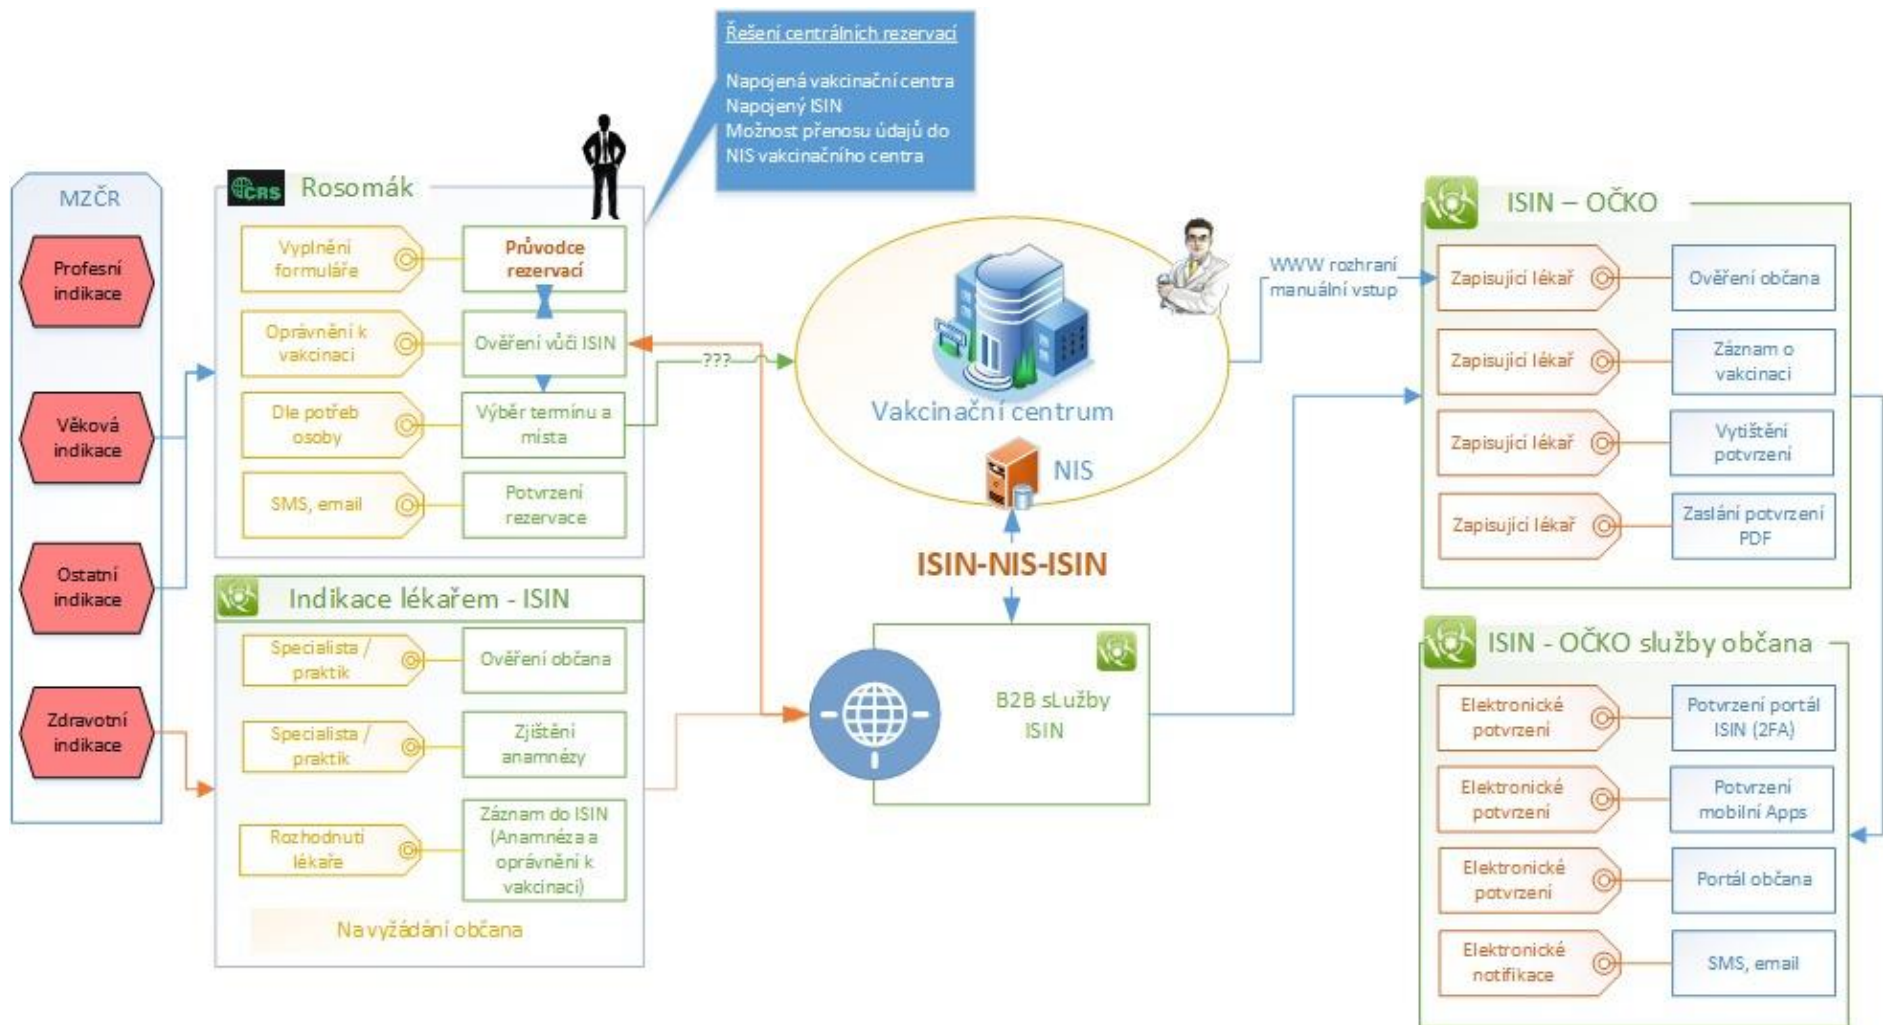 Řešení centrálních rezervací
Napojená vakcinační centra
Napojený ISIN
Možnost přenosu údajů do
NIS vakcinačního centra
MZČR
Profesní
indikace
Věková
indikace
Ostatní
indikace
Zdravotní
indikace
CRS
Rosomák
Vyplnění
formuláře
Průvodce
rezervací
Oprávnění k
vakcinaci
Ověření vůči ISIN
Dle potřeb
osoby
Výběr termínu a
místa
SMS, email
Potvrzení
rezervace
???
Indikace lékařem - ISIN
Specialista /
praktik
Ověření občana
Specialista /
praktik
Zjištění
anamnézy
Rozhodnutí
lékaře
Záznam do ISIN
(Anamnéza a
oprávnění k
vakcinaci)
Na vyžádání občana
Vakcinační centrum
NIS
ISIN-NIS-ISIN
B2B sLužby
ISIN
WWW rozhraní
manuální vstup
ISIN – OČKO
Zapisující lékař
Ověření občana
Zapisující lékař
Záznam o
vakcinaci
Zapisující lékař
Vytištění
potvrzení
Zapisující lékař
Zaslání potvrzení
PDF
ISIN - OČKO služby občana
Elektronické
potvrzení
Potvrzení portál
ISIN (2FA)
Elektronické
potvrzení
Potvrzení
mobilní Apps
Elektronické
potvrzení
Portál občana
Elektronické
notifikace
SMS, email